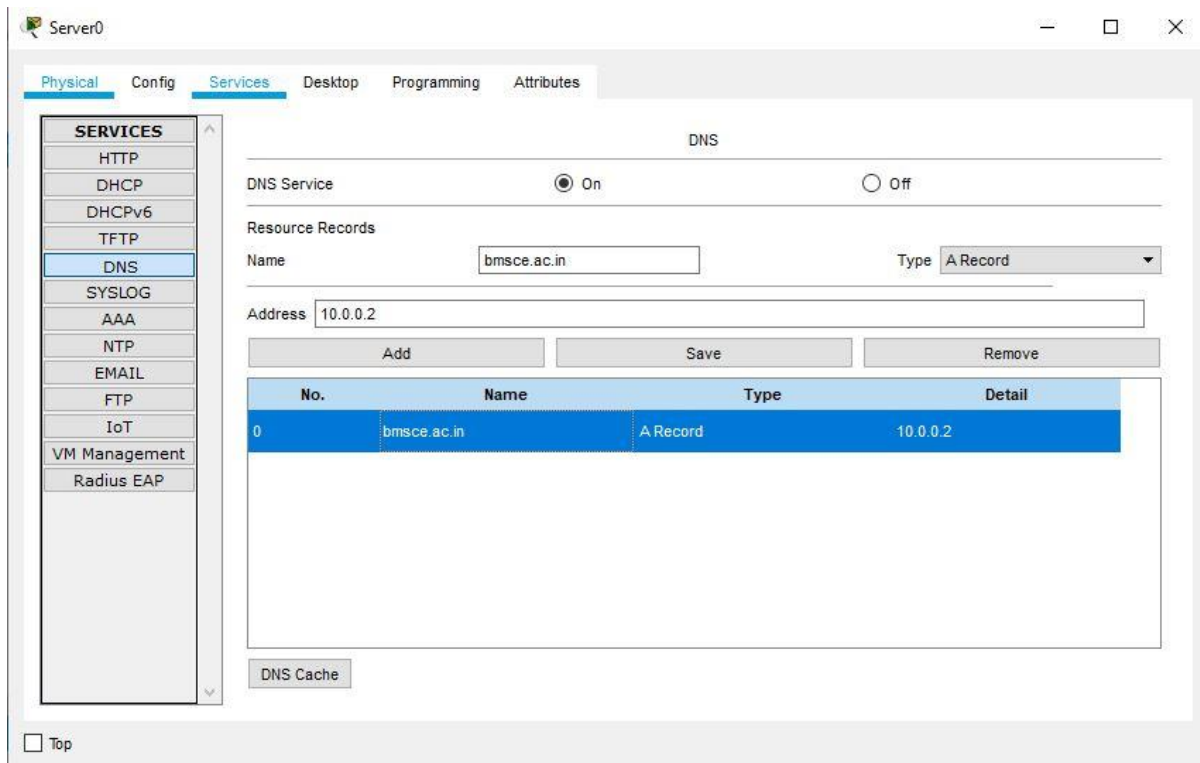 Server0
Physical Config Services Desktop Programming Attributes
SERVICES
HTTP
DHCP
DHCPv6
TFTP
DNS
SYSLOG
AAA
NTP
EMAIL
FTP
IoT
VM Management
Radius EAP
DNS
DNS Service On Off
Resource Records
Name bmsce.ac.in Type A Record
Address 10.0.0.2
Add Save Remove
No. Name Type Detail
0 bmsce.ac.in A Record 10.0.0.2
DNS Cache
Top